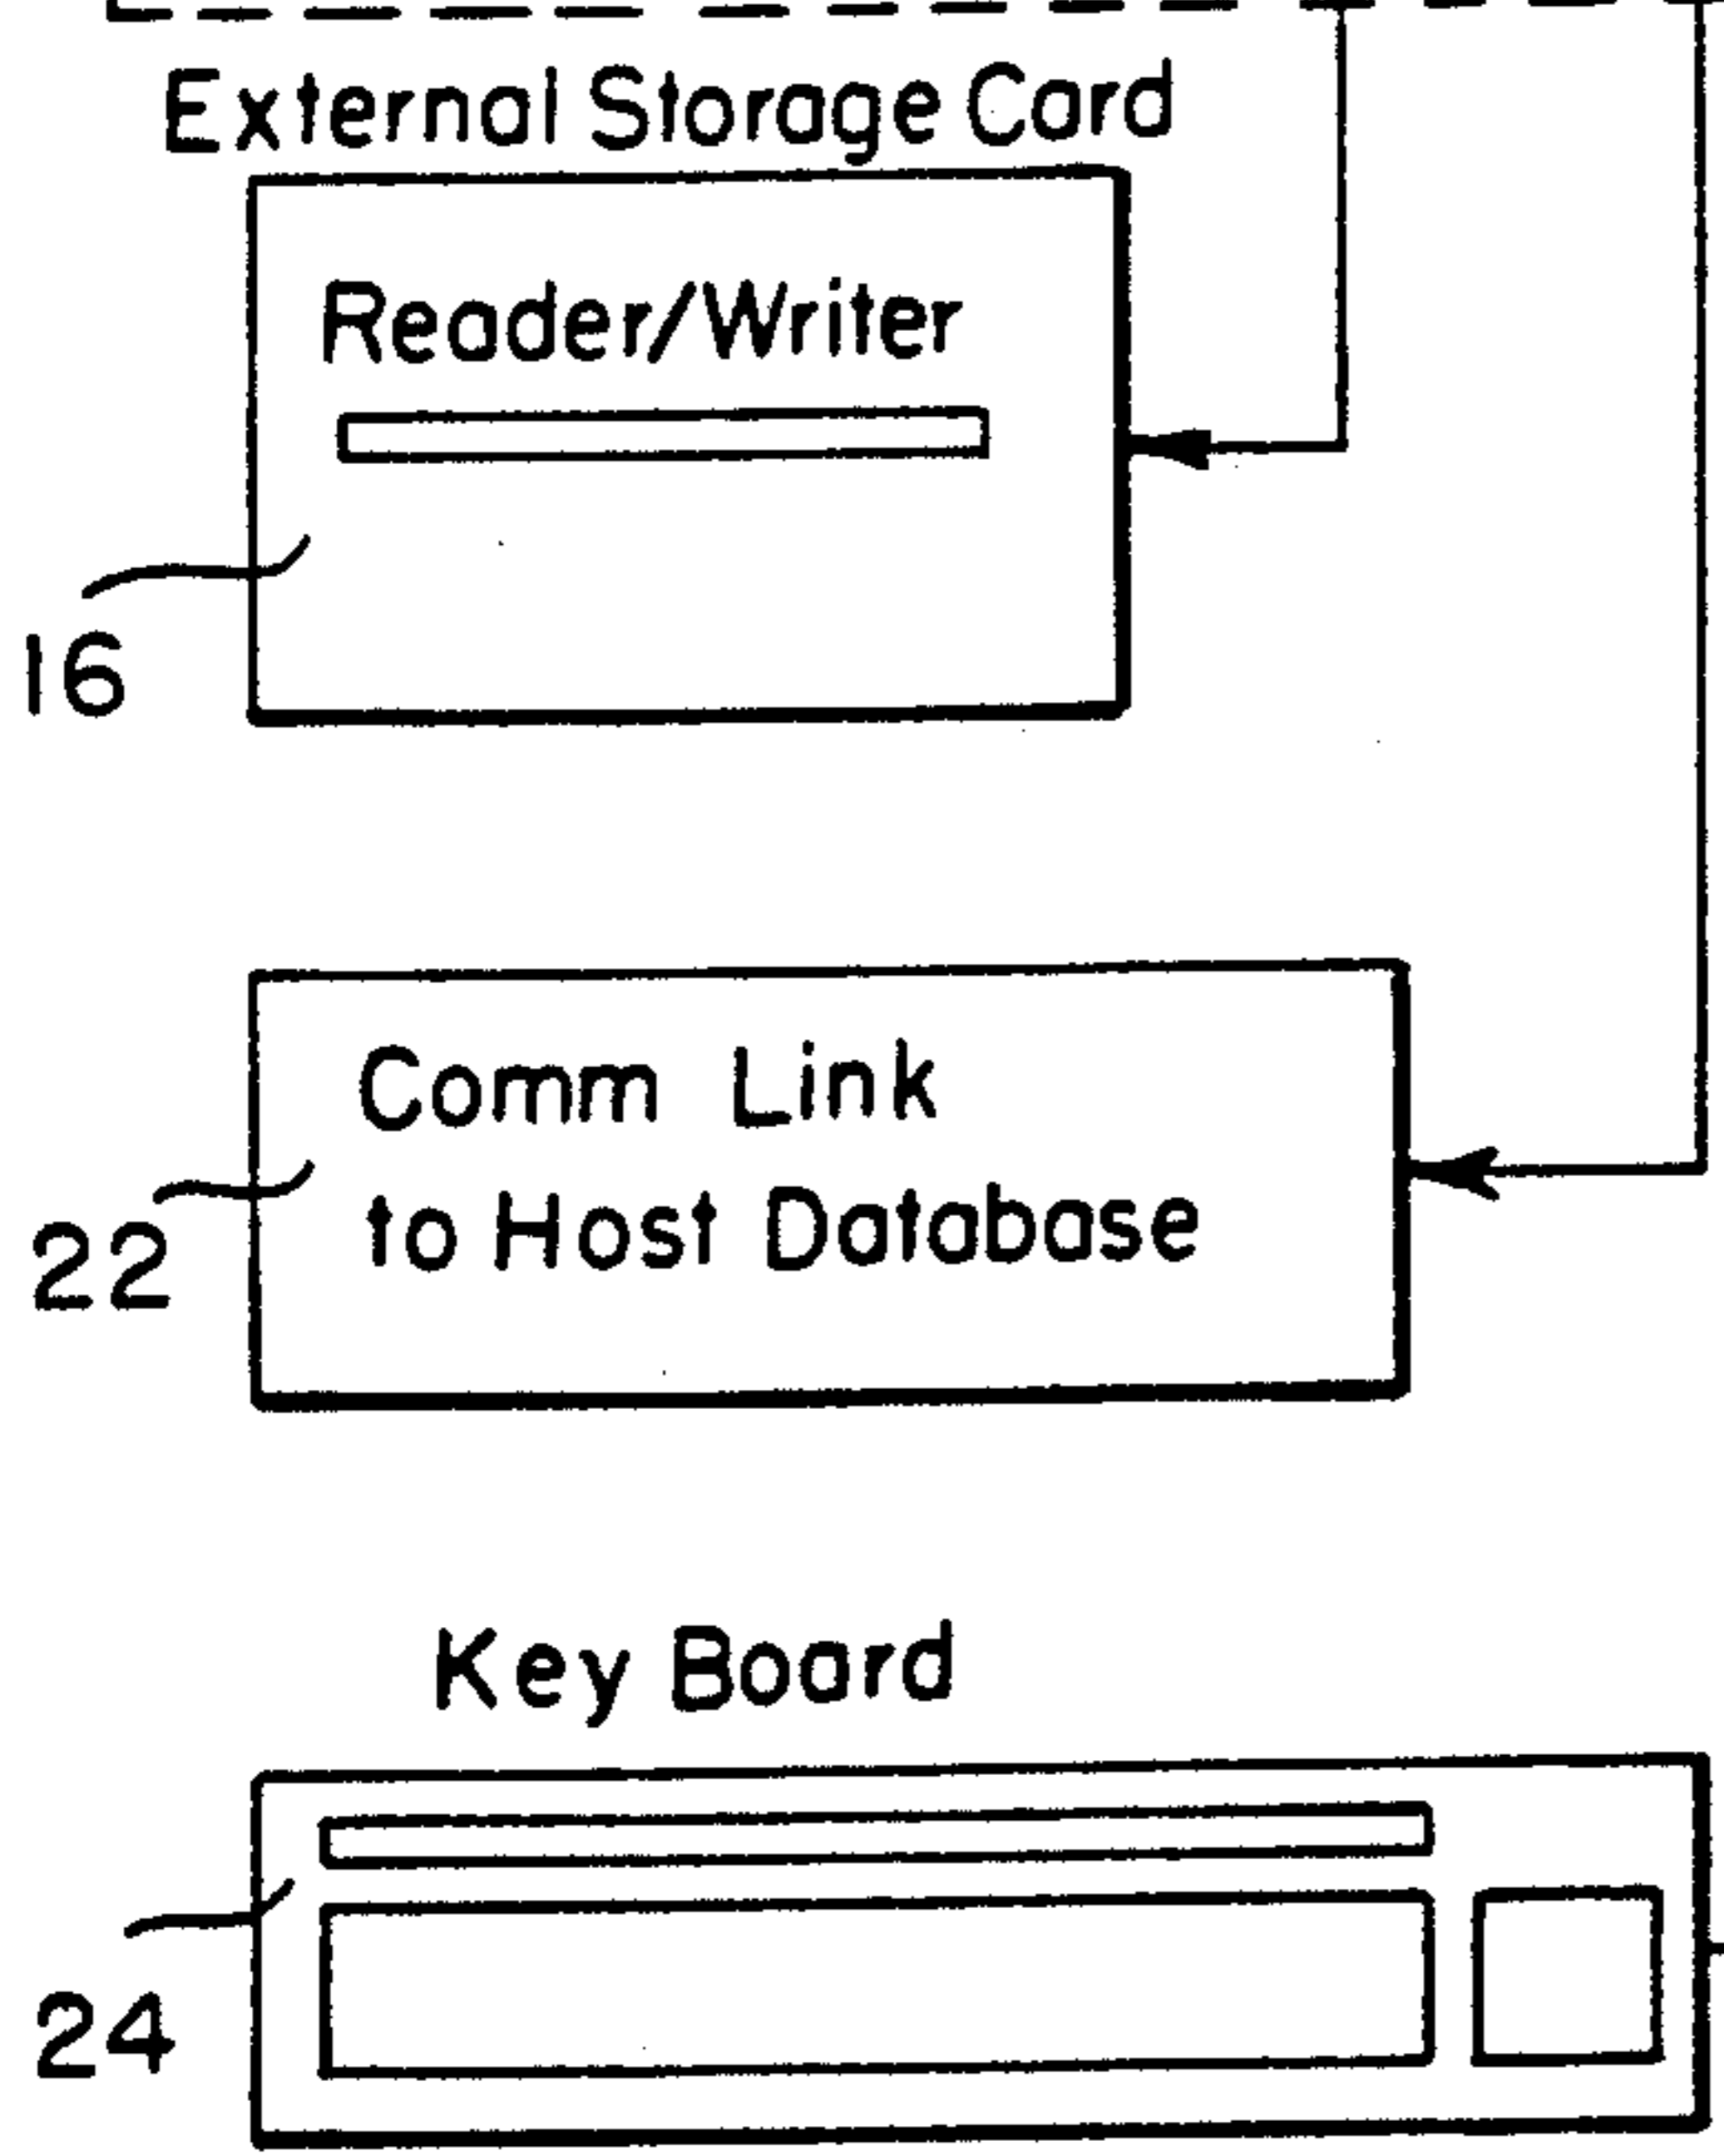 External Storage Card
Reader/Writer
16
Comm Link
to Host Database
22
Key Board
24